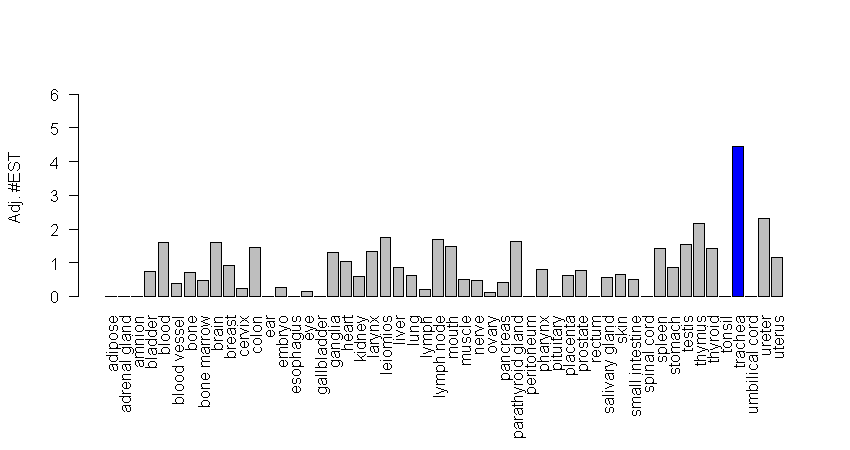 Adj. #EST
6
5
4
3
2
1
0
adipose
adrenal gland
amnion
bladder
blood
blood vessel
bone
bone marrow
brain
breast
cervix
colon
ear
embryo
esophagus
eye
gallbladder
ganglia
heart
kidney
larynx
leiomios
liver
lung
lymph
lymph node
mouth
muscle
nerve
ovary
pancreas
parathyroid gland
peritoneum
pharynx
pituitary
placenta
prostate
rectum
salivary gland
skin
small intestine
spinal cord
spleen
stomach
testis
thymus
thyroid
tonsil
trachea
umbilical cord
ureter
uterus